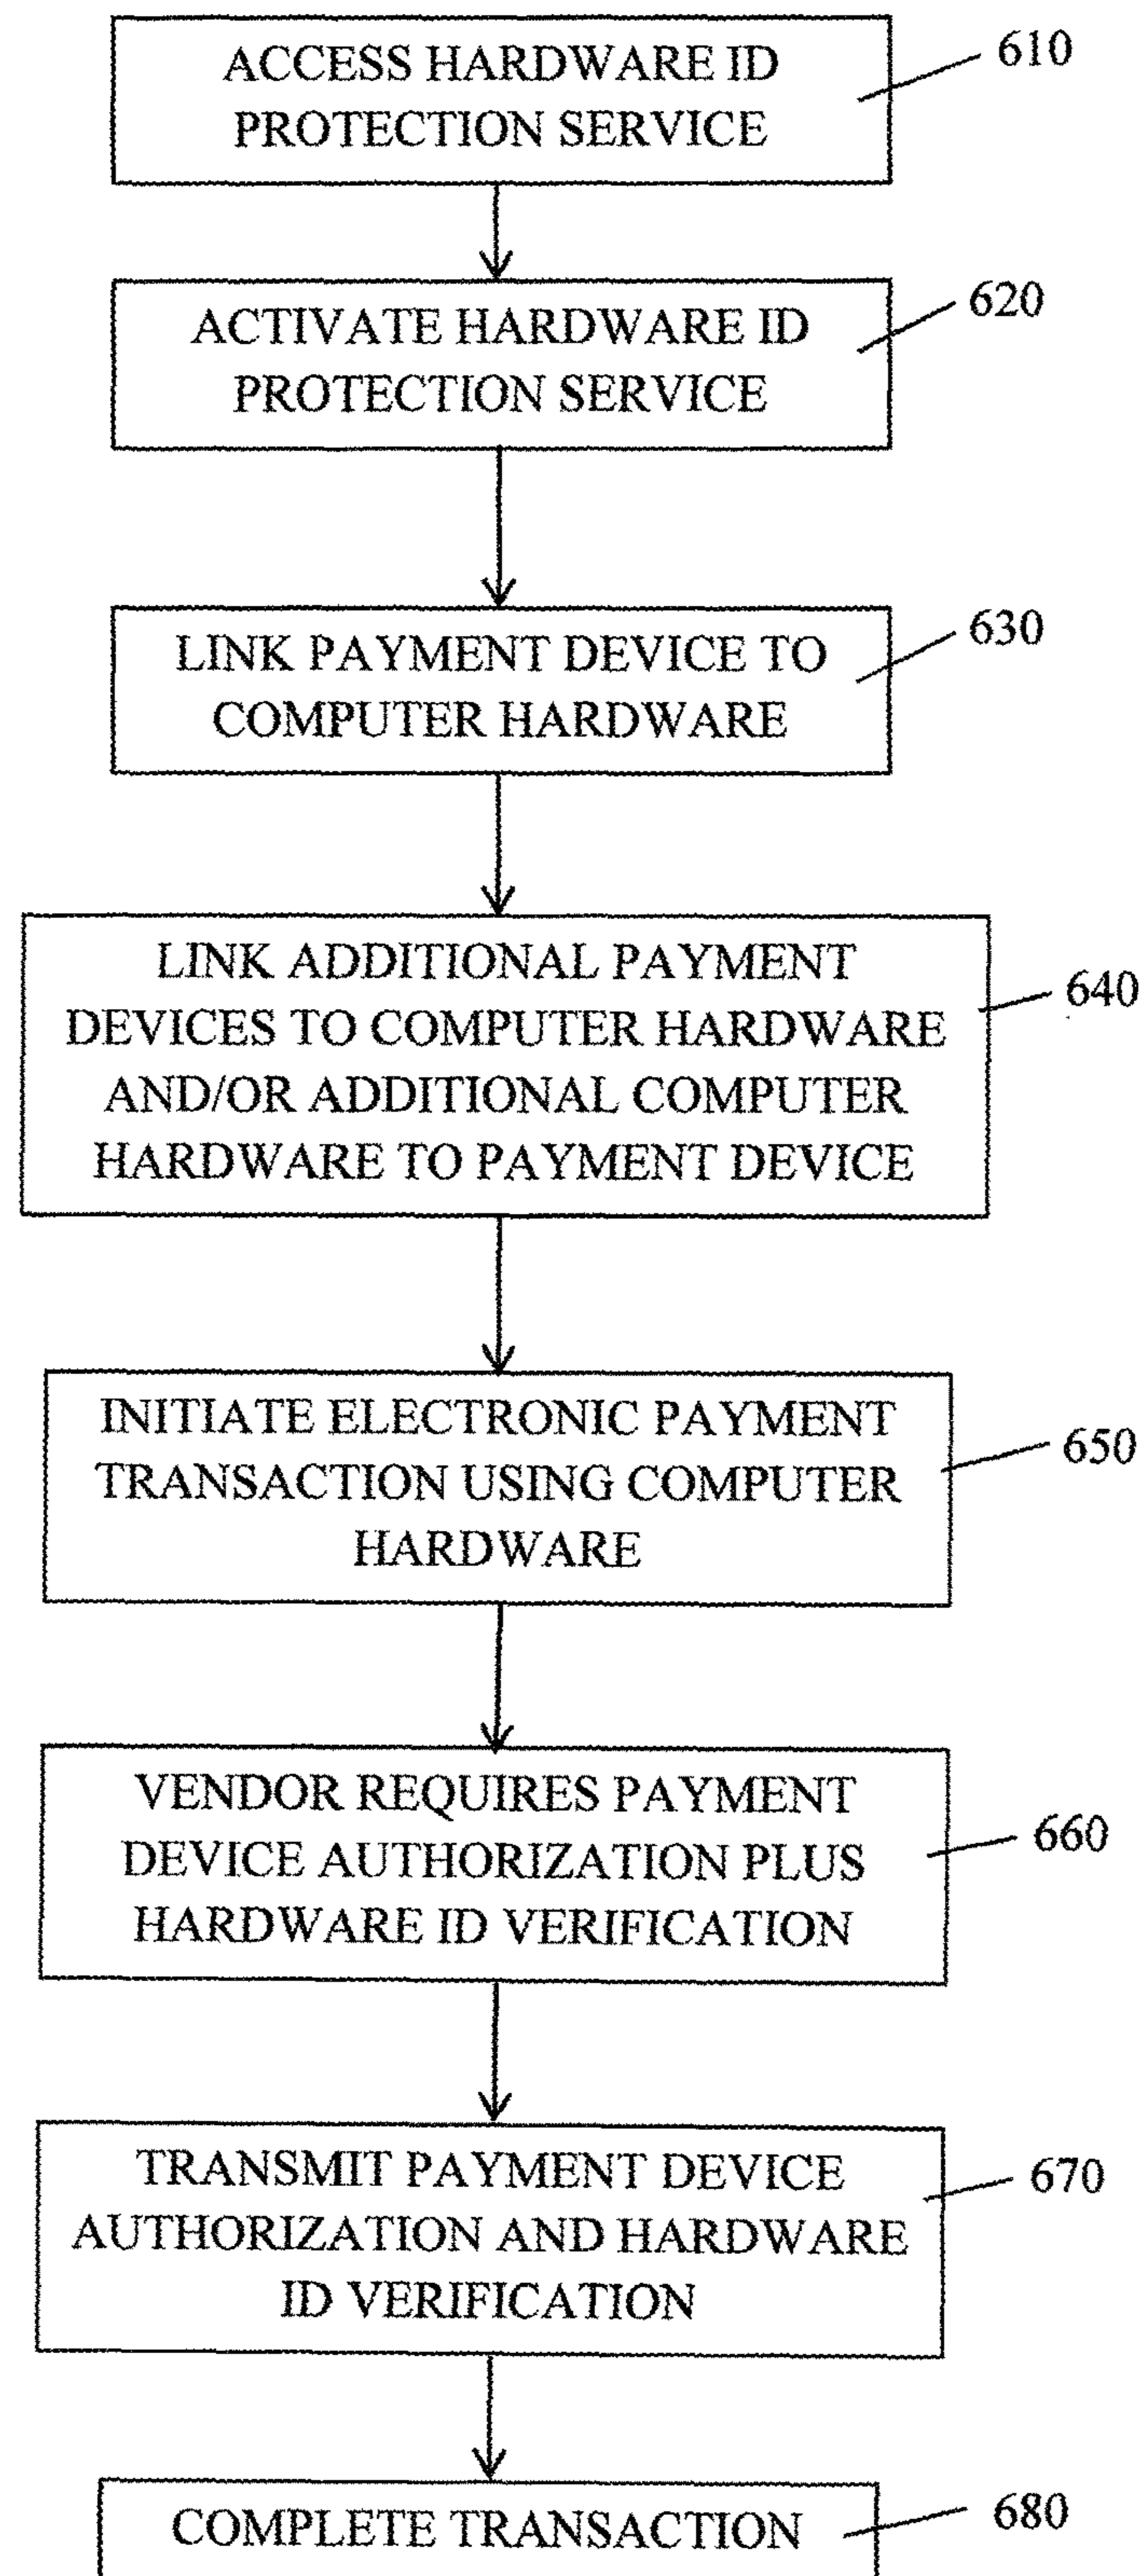 ACCESS HARDWARE ID
PROTECTION SERVICE
610
ACTIVATE HARDWARE ID
PROTECTION SERVICE
620
LINK PAYMENT DEVICE TO
COMPUTER HARDWARE
630
LINK ADDITIONAL PAYMENT
DEVICES TO COMPUTER HARDWARE
AND/OR ADDITIONAL COMPUTER
HARDWARE TO PAYMENT DEVICE
640
INITIATE ELECTRONIC PAYMENT
TRANSACTION USING COMPUTER
HARDWARE
650
VENDOR REQUIRES PAYMENT
DEVICE AUTHORIZATION PLUS
HARDWARE ID VERIFICATION
660
TRANSMIT PAYMENT DEVICE
AUTHORIZATION AND HARDWARE
ID VERIFICATION
670
COMPLETE TRANSACTION
680